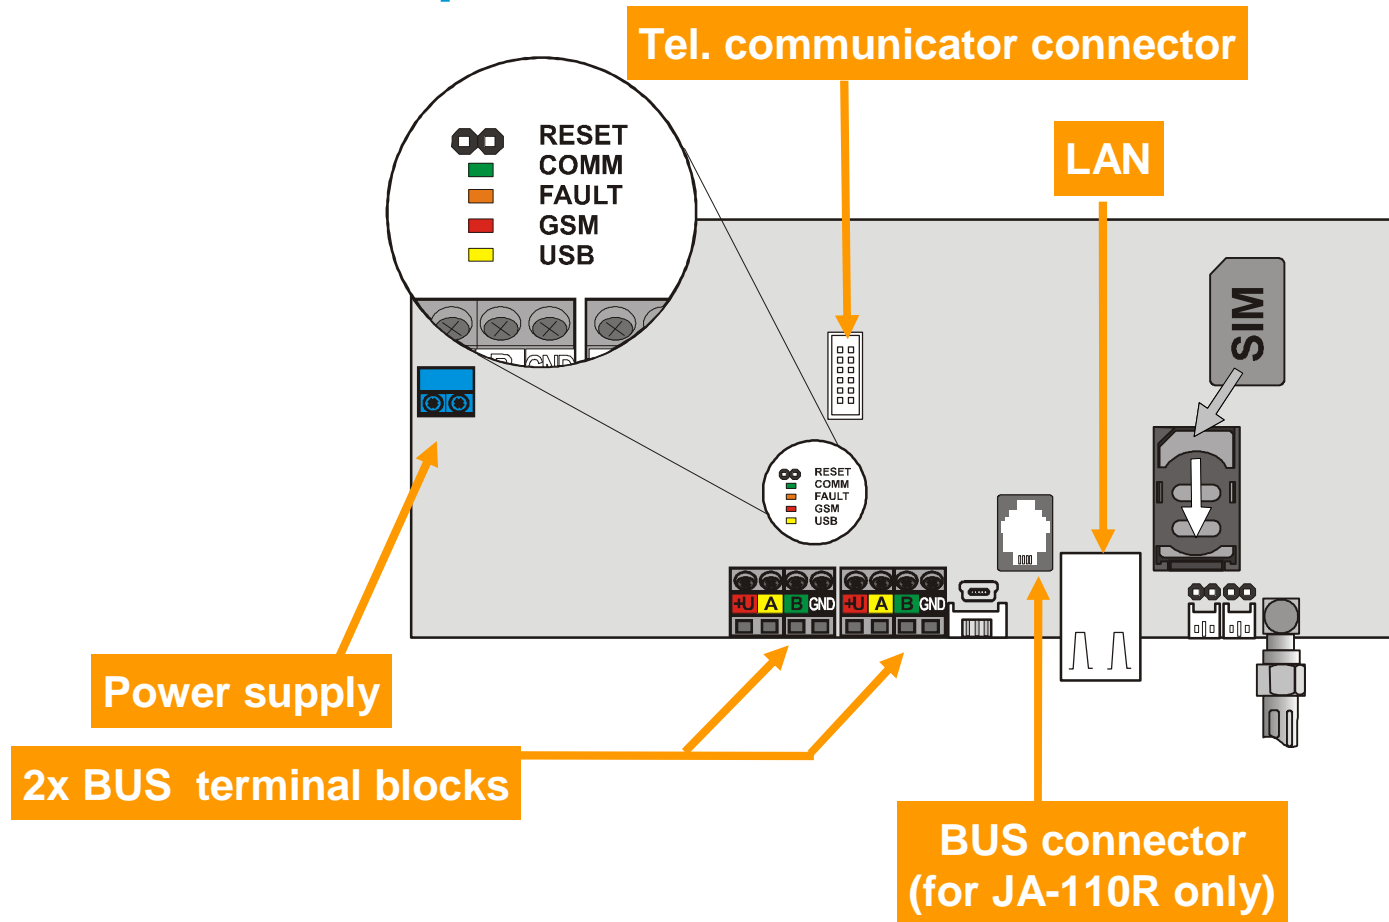 Tel. communicator connector
LAN
RESET
COMM
FAULT
GSM
USB
GND
SIM
RESET
COMM
FAULT
GSM
USB
+U A B GND +U A B GND
Power supply
2x BUS terminal blocks
BUS connector
(for JA-110R only)